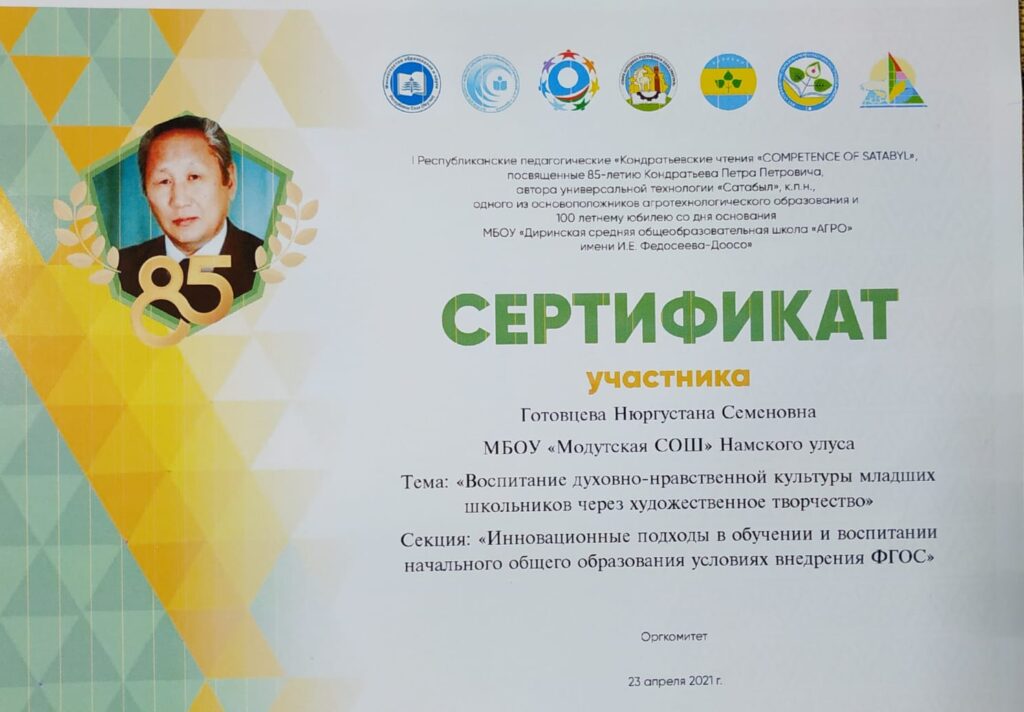 I Республиканские педагогические «Кондратьевские чтения «COMPETENCE OF SATABYL»,
посвященные 85-летию Кондратьева Петра Петровича,
автора универсальной технологии «Сатабыл», к.п.н.,
одного из основоположников агротехнологического образования и
100 летнему юбилею со дня основания
МБОУ «Диринская средняя общеобразовательная школа «АГРО»
имени И.Е. Федосеева-Доосо»
85
СЕРТИФИКАТ
участника
Готовцева Нюргустана Семеновна
МБОУ «Модутская СОШ» Намского улуса
Тема: «Воспитание духовно-нравственной культуры младших
школьников через художественное творчество»
Секция: «Инновационные подходы в обучении и воспитании
начального общего образования условиях внедрения ФГОС»
Оргкомитет
23 апреля 2021 г.